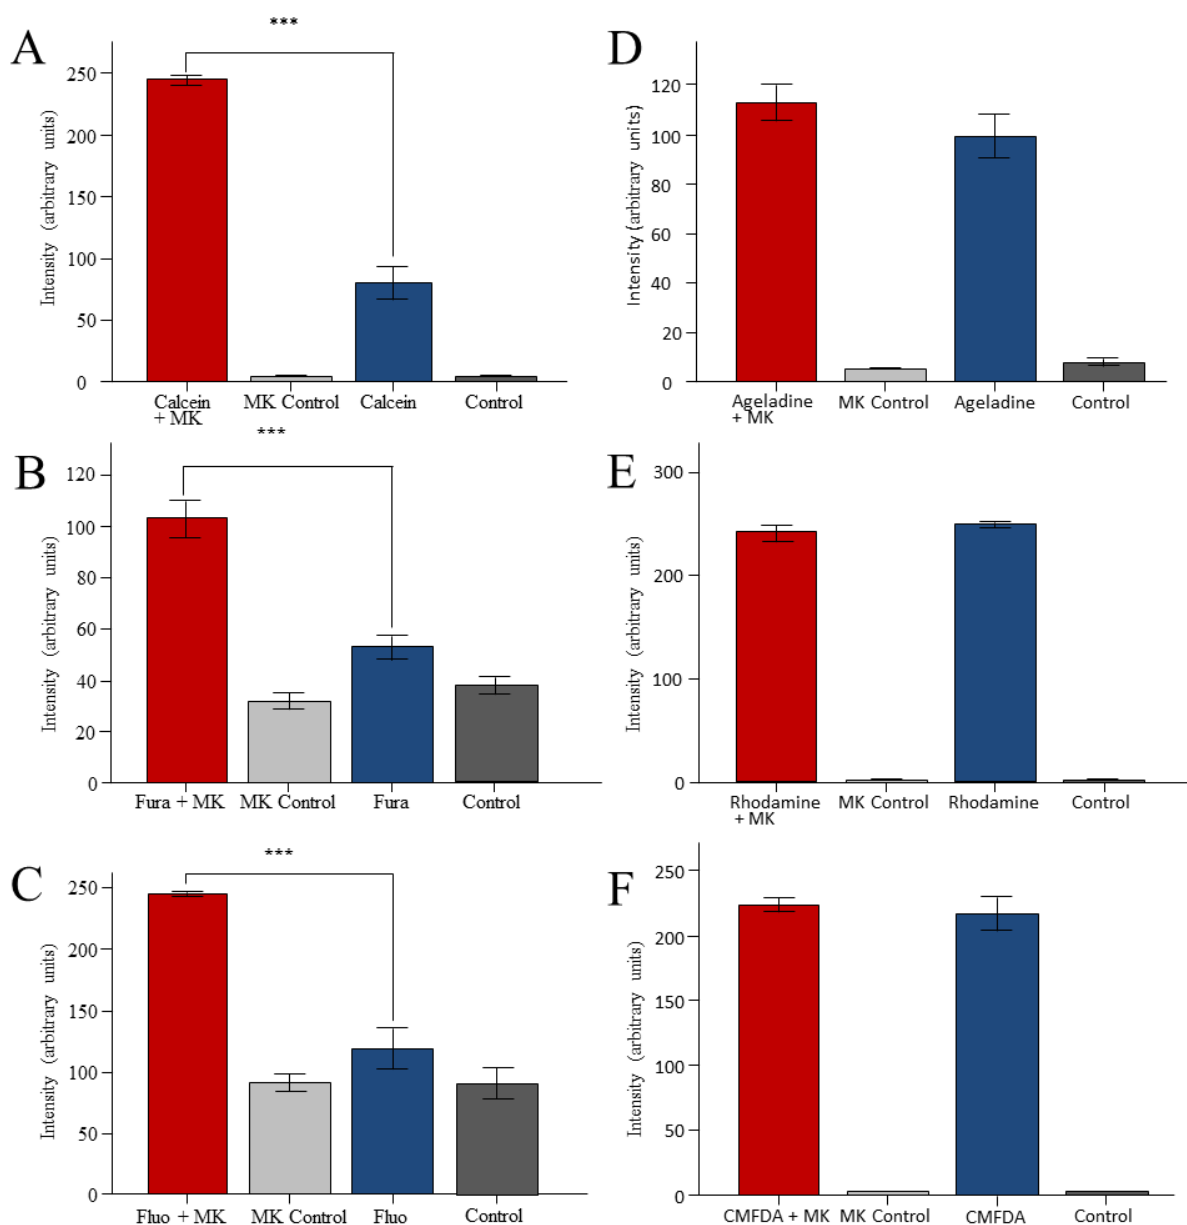 A
***
Intensity (arbitrary units)
250
200
150
100
50
0
Calcein
+ MK
MK Control
Calcein
Control
B
***
Intensity (arbitrary units)
120
100
80
60
40
20
0
Fura + MK
MK Control
Fura
Control
C
***
Intensity (arbitrary units)
250
200
150
100
50
0
Fluo + MK
MK Control
Fluo
Control
D
Intensity (arbitrary units)
120
100
80
60
40
20
0
Ageladine
+ MK
MK Control
Ageladine
Control
E
Intensity (arbitrary units)
300
200
100
0
Rhodamine
+ MK
MK Control
Rhodamine
Control
F
Intensity (arbitrary units)
250
200
150
100
50
0
CMFDA + MK
MK Control
CMFDA
Control